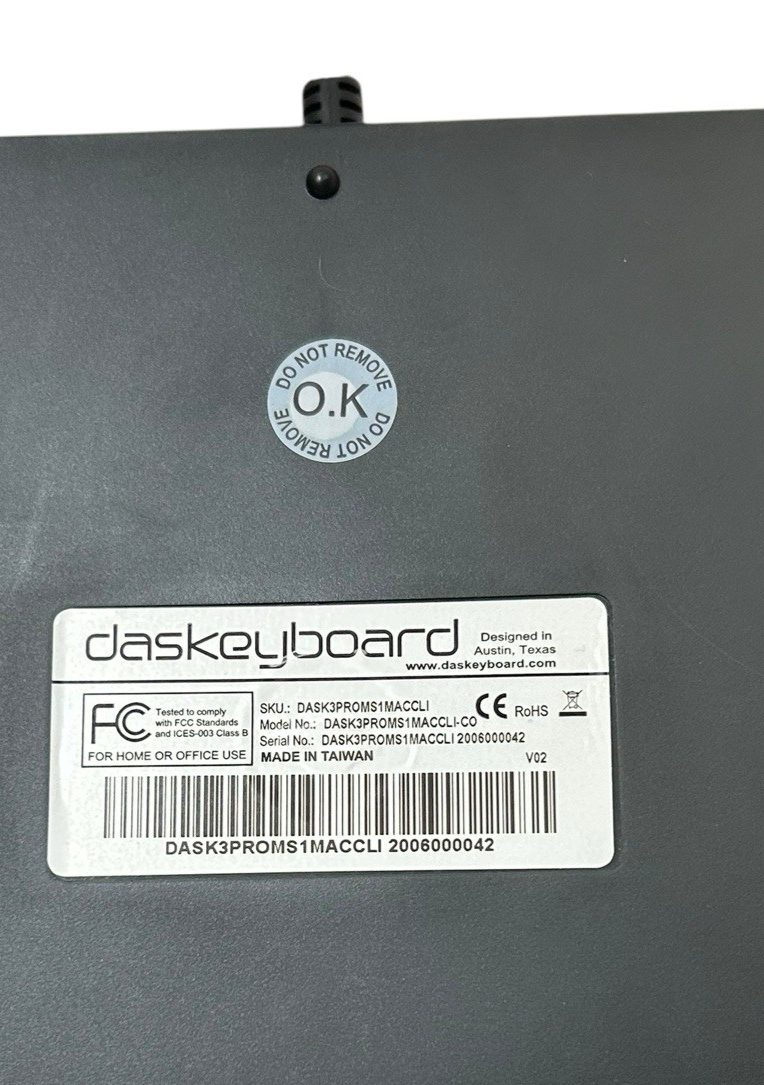 DO NOT REMOVE
O.K
DO NOT REMOVE
daskeyboard
Designed in
Austin, Texas
www.daskeyboard.com
FC
Tested to comply
with FCC Standards
and ICES-003 Class B
FOR HOME OR OFFICE USE
SKU.: DASK3PROMS1MACCLI
Model No.: DASK3PROMS1MACCLI-CO
Serial No.: DASK3PROMS1MACCLI 2006000042
MADE IN TAIWAN
CE RoHS
V02
DASK3PROMS1MACCLI 2006000042